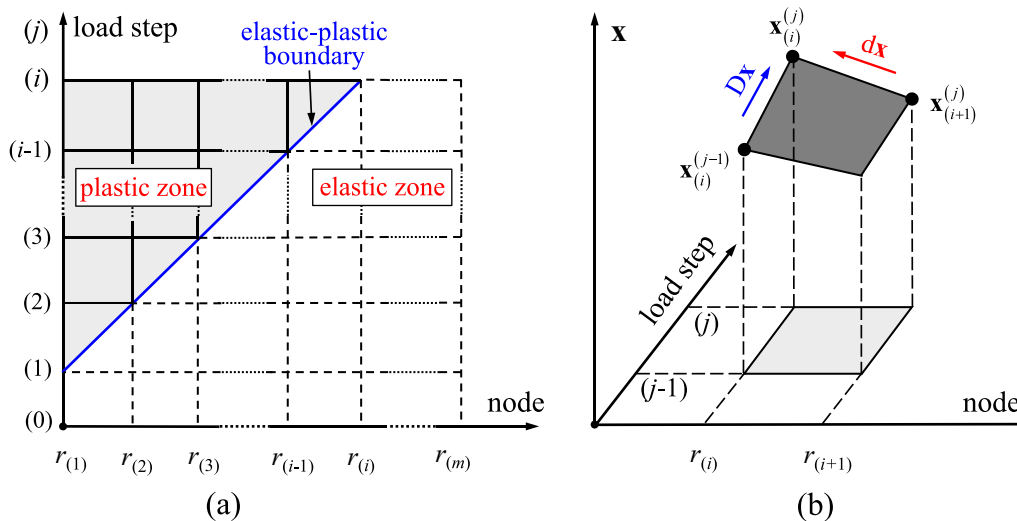 (j) load step
elastic-plastic
boundary
(i)
(i-1)
plastic zone
elastic zone
(3)
(2)
(1)
(0)
node
r(1) r(2) r(3) r(i-1) r(i) r(m)
(a)
x
x(i)(j)
dx
Dx
x(i+1)(j)
x(i)(j-1)
load step
(j)
(j-1)
node
r(i) r(i+1)
(b)